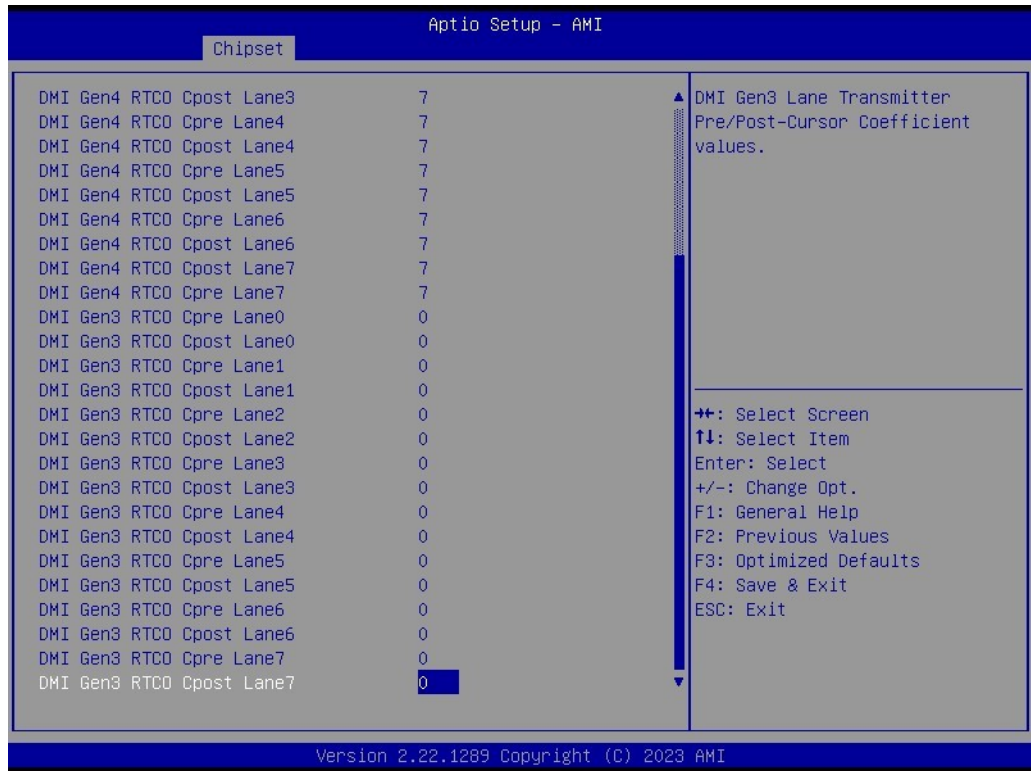 Aptio Setup – AMI
Chipset
DMI Gen4 RTCO Cpost Lane3 7
DMI Gen4 RTCO Cpre Lane4 7
DMI Gen4 RTCO Cpost Lane4 7
DMI Gen4 RTCO Cpre Lane5 7
DMI Gen4 RTCO Cpost Lane5 7
DMI Gen4 RTCO Cpre Lane6 7
DMI Gen4 RTCO Cpost Lane6 7
DMI Gen4 RTCO Cpost Lane7 7
DMI Gen4 RTCO Cpre Lane7 7
DMI Gen3 RTCO Cpre Lane0 0
DMI Gen3 RTCO Cpost Lane0 0
DMI Gen3 RTCO Cpre Lane1 0
DMI Gen3 RTCO Cpost Lane1 0
DMI Gen3 RTCO Cpre Lane2 0
DMI Gen3 RTCO Cpost Lane2 0
DMI Gen3 RTCO Cpre Lane3 0
DMI Gen3 RTCO Cpost Lane3 0
DMI Gen3 RTCO Cpre Lane4 0
DMI Gen3 RTCO Cpost Lane4 0
DMI Gen3 RTCO Cpre Lane5 0
DMI Gen3 RTCO Cpost Lane5 0
DMI Gen3 RTCO Cpre Lane6 0
DMI Gen3 RTCO Cpost Lane6 0
DMI Gen3 RTCO Cpre Lane7 0
DMI Gen3 RTCO Cpost Lane7 0
DMI Gen3 Lane Transmitter
Pre/Post-Cursor Coefficient
values.
→←: Select Screen
↑↓: Select Item
Enter: Select
+/-: Change Opt.
F1: General Help
F2: Previous Values
F3: Optimized Defaults
F4: Save & Exit
ESC: Exit
Version 2.22.1289 Copyright (C) 2023 AMI